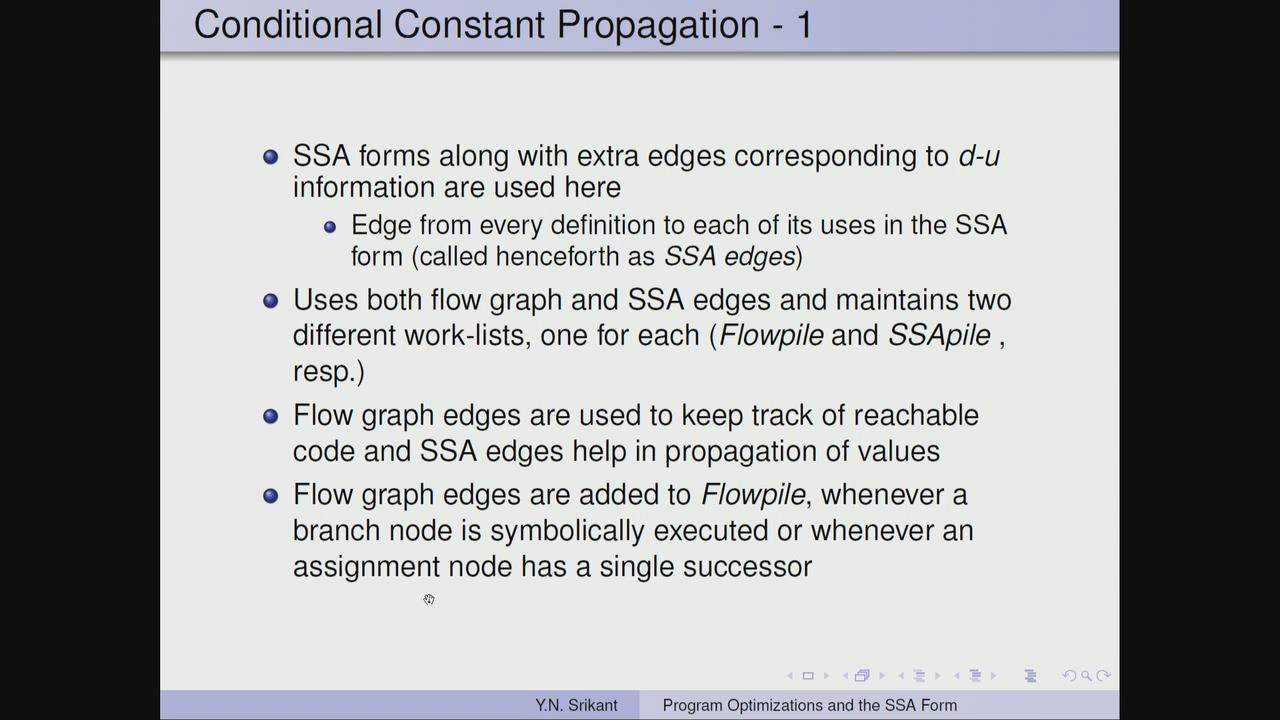 Conditional Constant Propagation - 1
SSA forms along with extra edges corresponding to d-u
information are used here
Edge from every definition to each of its uses in the SSA
form (called henceforth as SSA edges)
Uses both flow graph and SSA edges and maintains two
different work-lists, one for each (Flowpile and SSApile ,
resp.)
Flow graph edges are used to keep track of reachable
code and SSA edges help in propagation of values
Flow graph edges are added to Flowpile, whenever a
branch node is symbolically executed or whenever an
assignment node has a single successor
Y.N. Srikant Program Optimizations and the SSA Form